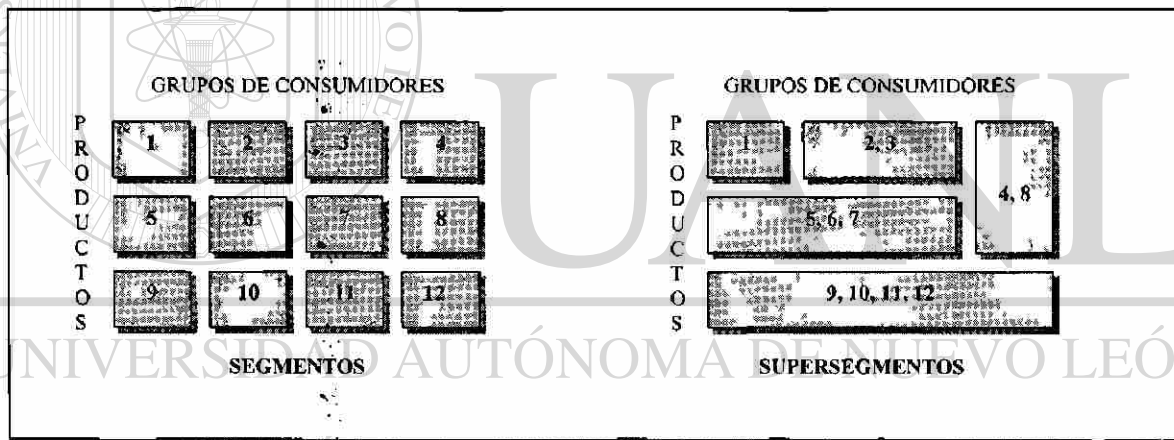 GRUPOS DE CONSUMIDORES
PRODUCTOS
1 2 3 4
5 6 7 8
9 10 11 12
SEGMENTOS
GRUPOS DE CONSUMIDORES
PRODUCTOS
1 2, 3 4, 8
5, 6, 7
9, 10, 11, 12
SUPERSEGMENTOS
UANL
UNIVERSIDAD AUTÓNOMA DE NUEVO LEÓ